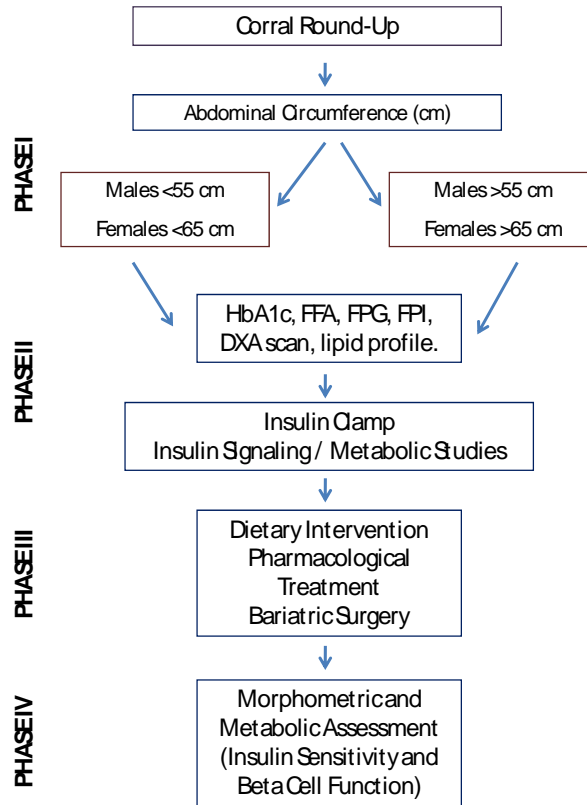 Corral Round-Up
Abdominal Circumference (cm)
PHASE I
Males <55 cm
Females <65 cm
Males >55 cm
Females >65 cm
PHASE II
HbA1c, FFA, FPG, FPI,
DXA scan, lipid profile.
Insulin Clamp
Insulin Signaling / Metabolic Studies
PHASE III
Dietary Intervention
Pharmacological
Treatment
Bariatric Surgery
PHASE IV
Morphometric and
Metabolic Assessment
(Insulin Sensitivity and
Beta Cell Function)